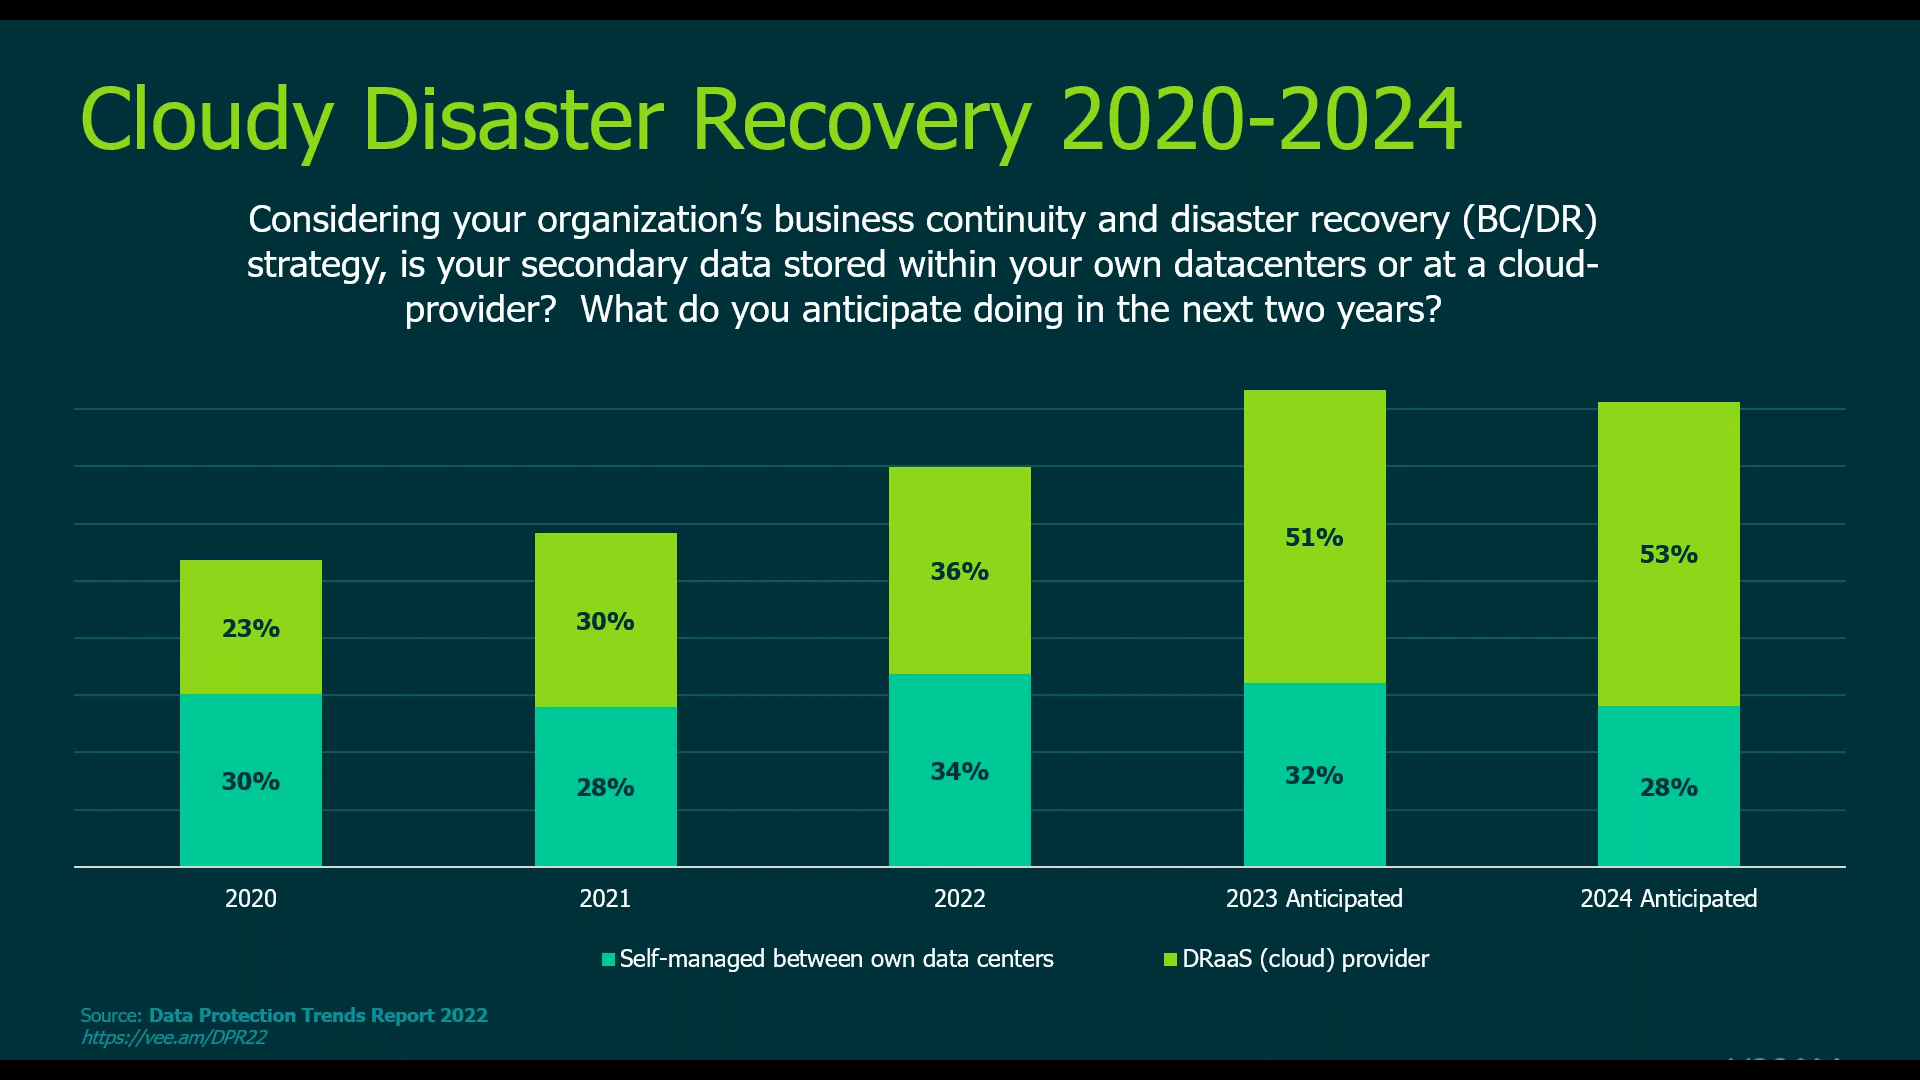 Cloudy Disaster Recovery 2020-2024
Considering your organization’s business continuity and disaster recovery (BC/DR)
strategy, is your secondary data stored within your own datacenters or at a cloud-
provider?  What do you anticipate doing in the next two years?
51%
53%
36%
30%
23%
34%
32%
30%
28%
28%
2020
2021
2022
2023 Anticipated
2024 Anticipated
Self-managed between own data centers
DRaaS (cloud) provider
Source: Data Protection Trends Report 2022
https://vee.am/DPR22